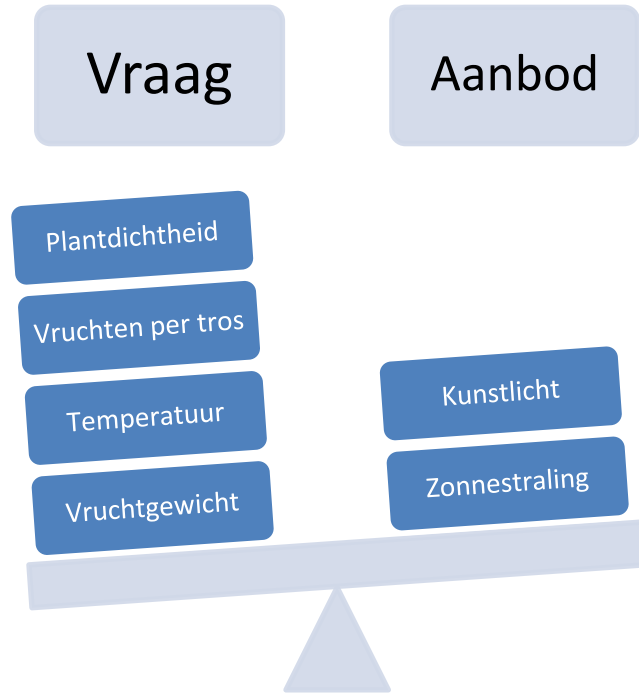 Vraag
Aanbod
Plantdichtheid
Vruchten per tros
Temperatuur
Vruchtgewicht
Kunstlicht
Zonnestraling